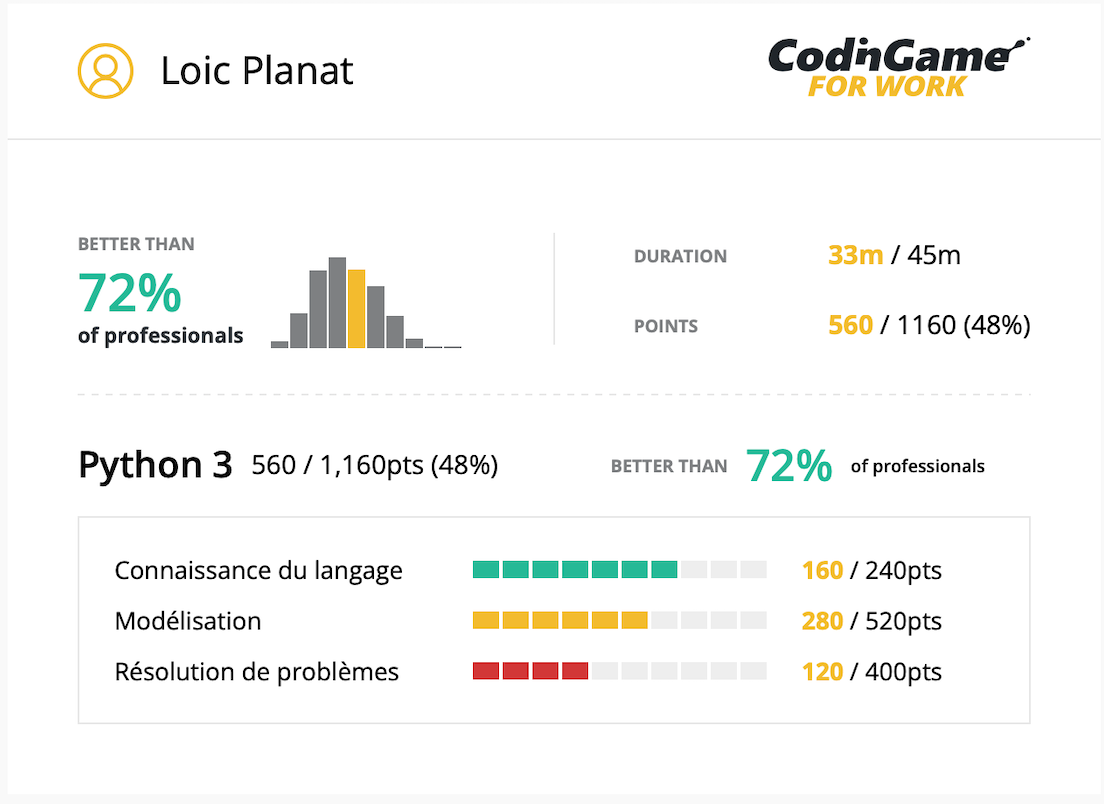 Loic Planat
CodinGame
FOR WORK
BETTER THAN
72%
of professionals
DURATION 33m / 45m
POINTS 560 / 1160 (48%)
Python 3 560 / 1,160pts (48%) BETTER THAN 72% of professionals
Connaissance du langage 160 / 240pts
Modélisation 280 / 520pts
Résolution de problèmes 120 / 400pts